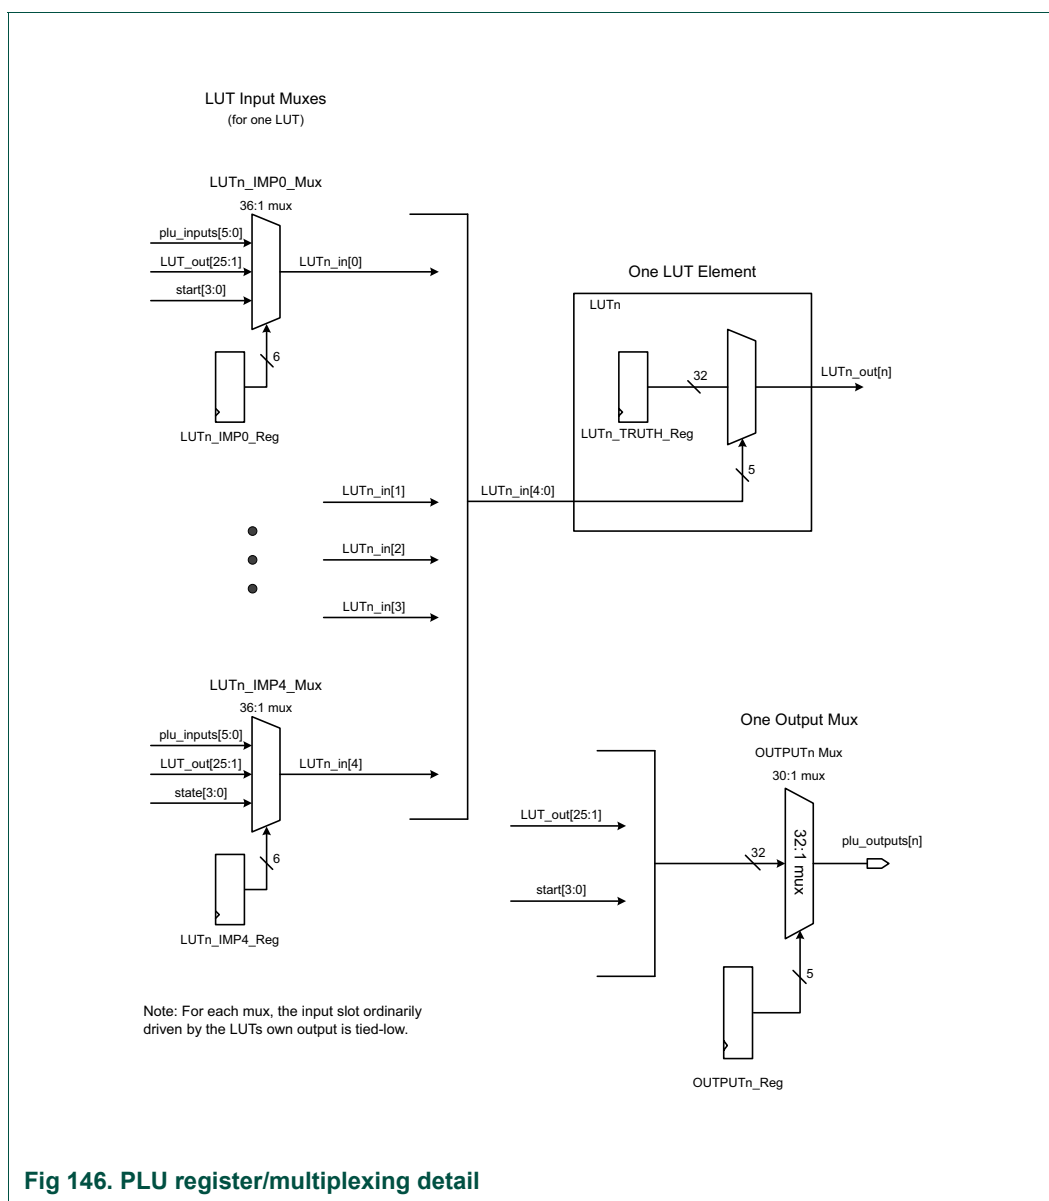 LUT Input Muxes
(for one LUT)
LUTn_IMP0_Mux
36:1 mux
plu_inputs[5:0]
LUT_out[25:1]
start[3:0]
LUTn_in[0]
6
LUTn_IMP0_Reg
One LUT Element
LUTn
32
LUTn_out[n]
LUTn_TRUTH_Reg
5
LUTn_in[1]
LUTn_in[4:0]
LUTn_in[2]
LUTn_in[3]
LUTn_IMP4_Mux
36:1 mux
plu_inputs[5:0]
LUT_out[25:1]
state[3:0]
LUTn_in[4]
6
LUTn_IMP4_Reg
One Output Mux
OUTPUTn Mux
30:1 mux
LUT_out[25:1]
32
32:1 mux
plu_outputs[n]
start[3:0]
5
OUTPUTn_Reg
Note: For each mux, the input slot ordinarily
driven by the LUTs own output is tied-low.
Fig 146. PLU register/multiplexing detail